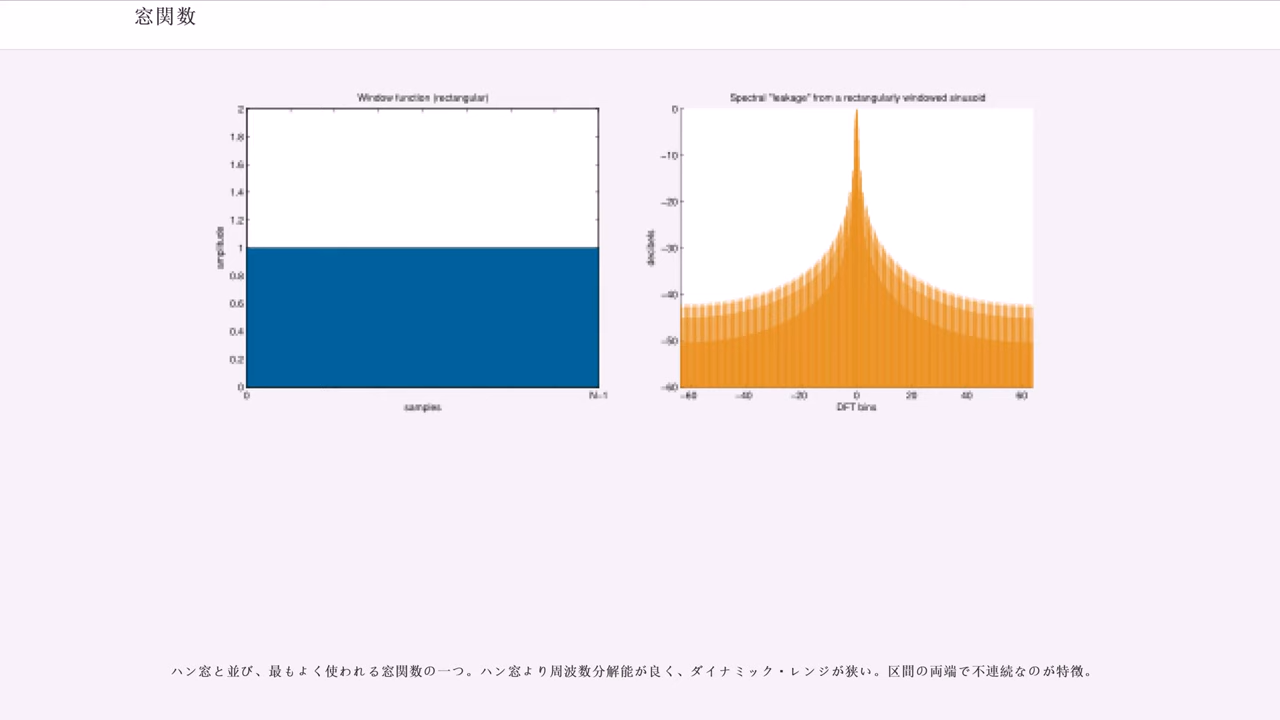 窓関数
Window function (rectangular)
2
1.8
1.6
1.4
1.2
1
0.8
0.6
0.4
0.2
0
amplitude
0 N−1
samples
Spectral "leakage" from a rectangularly windowed sinusoid
0
−10
−20
−30
−40
−50
−60
decibels
−60 −40 −20 0 20 40 60
DFT bins
ハン窓と並び、最もよく使われる窓関数の一つ。ハン窓より周波数分解能が良く、ダイナミック・レンジが狭い。区間の両端で不連続なのが特徴。